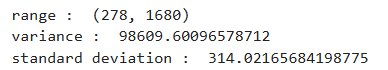 range :  (278, 1680)
variance :  98609.60096578712
standard deviation :  314.02165684198775